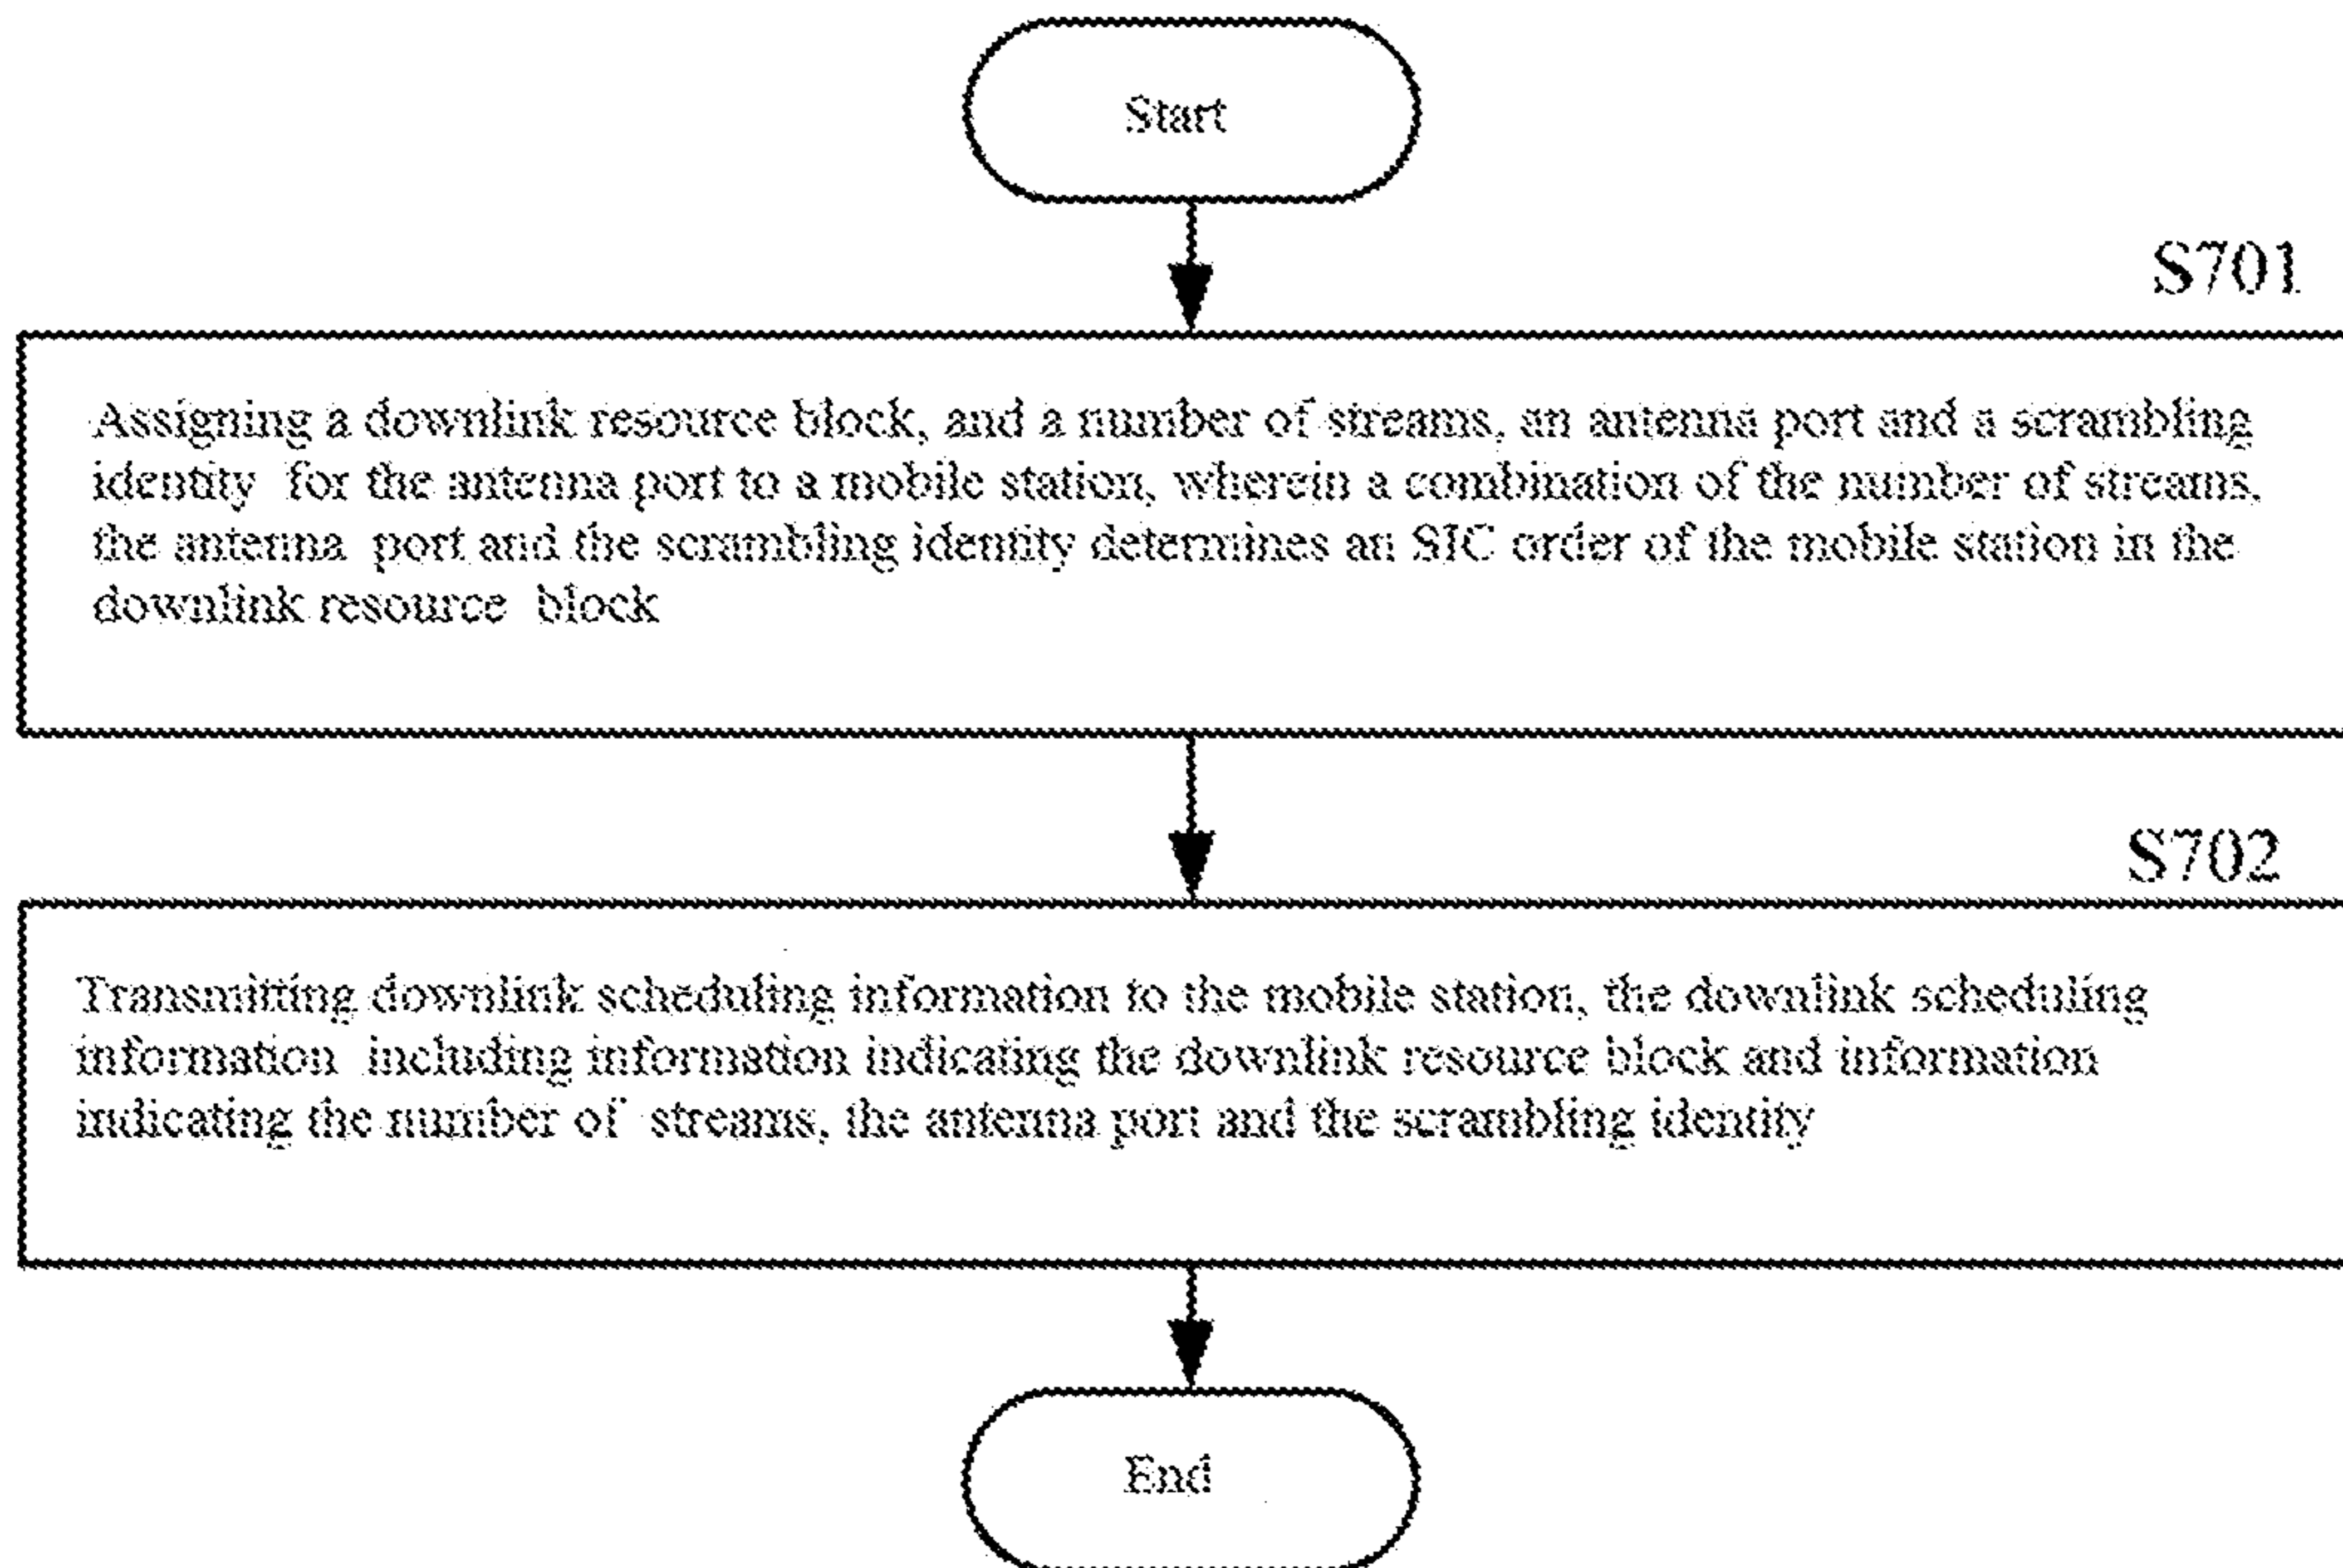 Start
S701
Assigning a downlink resource block, and a number of streams, an antenna port and a scrambling
identity for the antenna port to a mobile station, wherein a combination of the number of streams,
the antenna port and the scrambling identity determines an SIC order of the mobile station in the
downlink resource block
S702
Transmitting downlink scheduling information to the mobile station, the downlink scheduling
information including information indicating the downlink resource block and information
indicating the number of streams, the antenna port and the scrambling identity
End